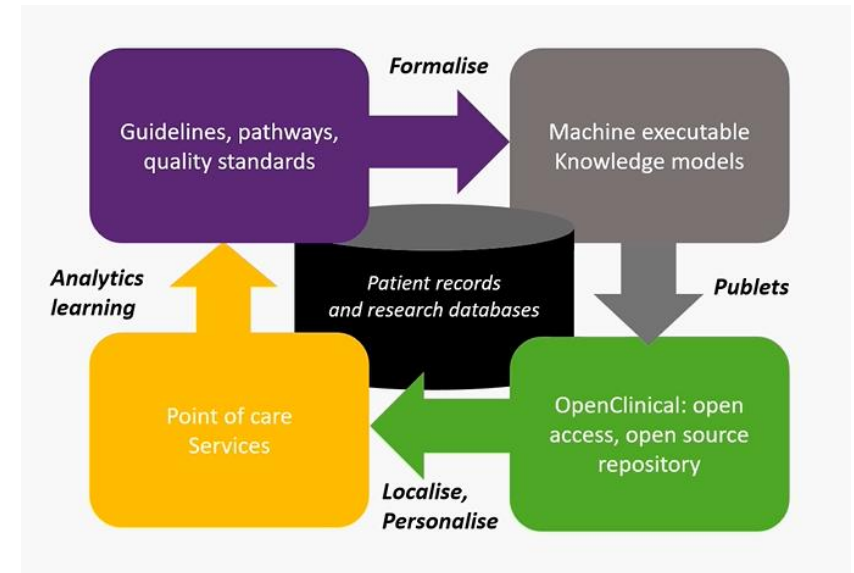 Formalise
Guidelines, pathways,
quality standards
Machine executable
Knowledge models
Analytics
learning
Patient records
and research databases
Publets
Point of care
Services
OpenClinical: open
access, open source
repository
Localise,
Personalise